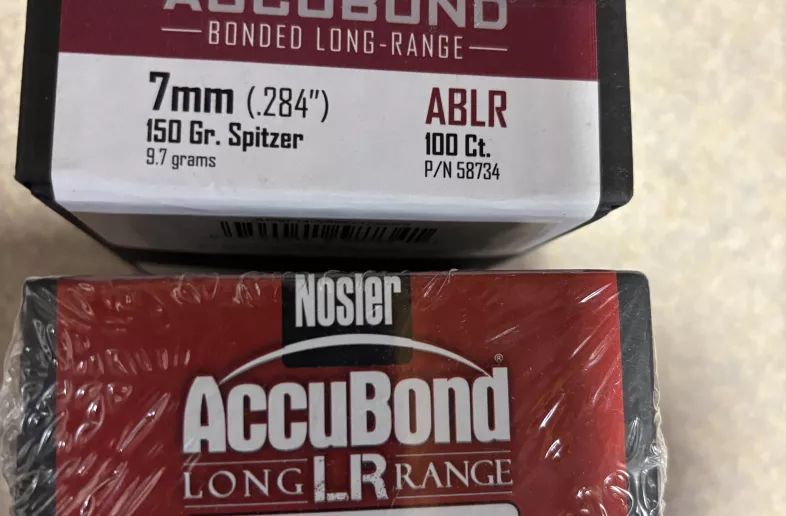 ACCUBOND
BONDED LONG-RANGE
7mm (.284")
150 Gr. Spitzer
9.7 grams
ABLR
100 Ct.
P/N 58734
Nosler
AccuBond®
LONG LR RANGE